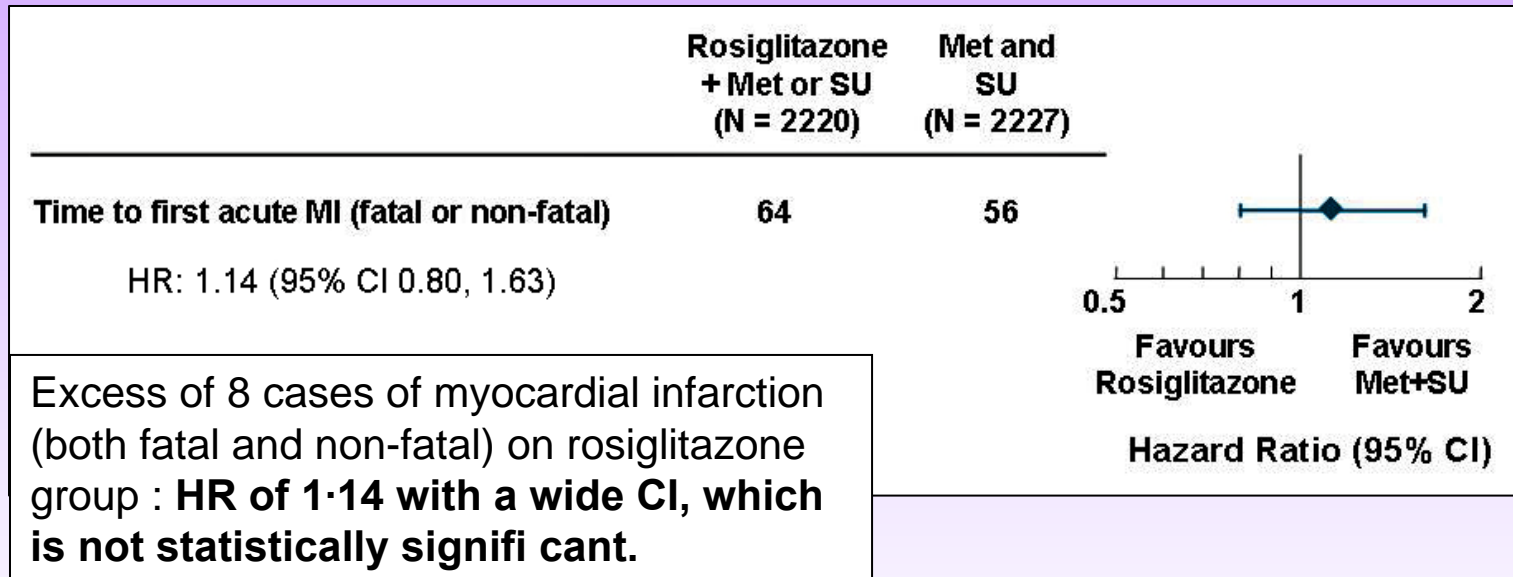 Rosiglitazone
+ Met or SU
(N = 2220)
Met and
SU
(N = 2227)
Time to first acute MI (fatal or non-fatal) 64 56
HR: 1.14 (95% CI 0.80, 1.63)
0.5 1 2
Favours
Rosiglitazone
Favours
Met+SU
Hazard Ratio (95% CI)
Excess of 8 cases of myocardial infarction
(both fatal and non-fatal) on rosiglitazone
group : HR of 1·14 with a wide CI, which
is not statistically signifi cant.